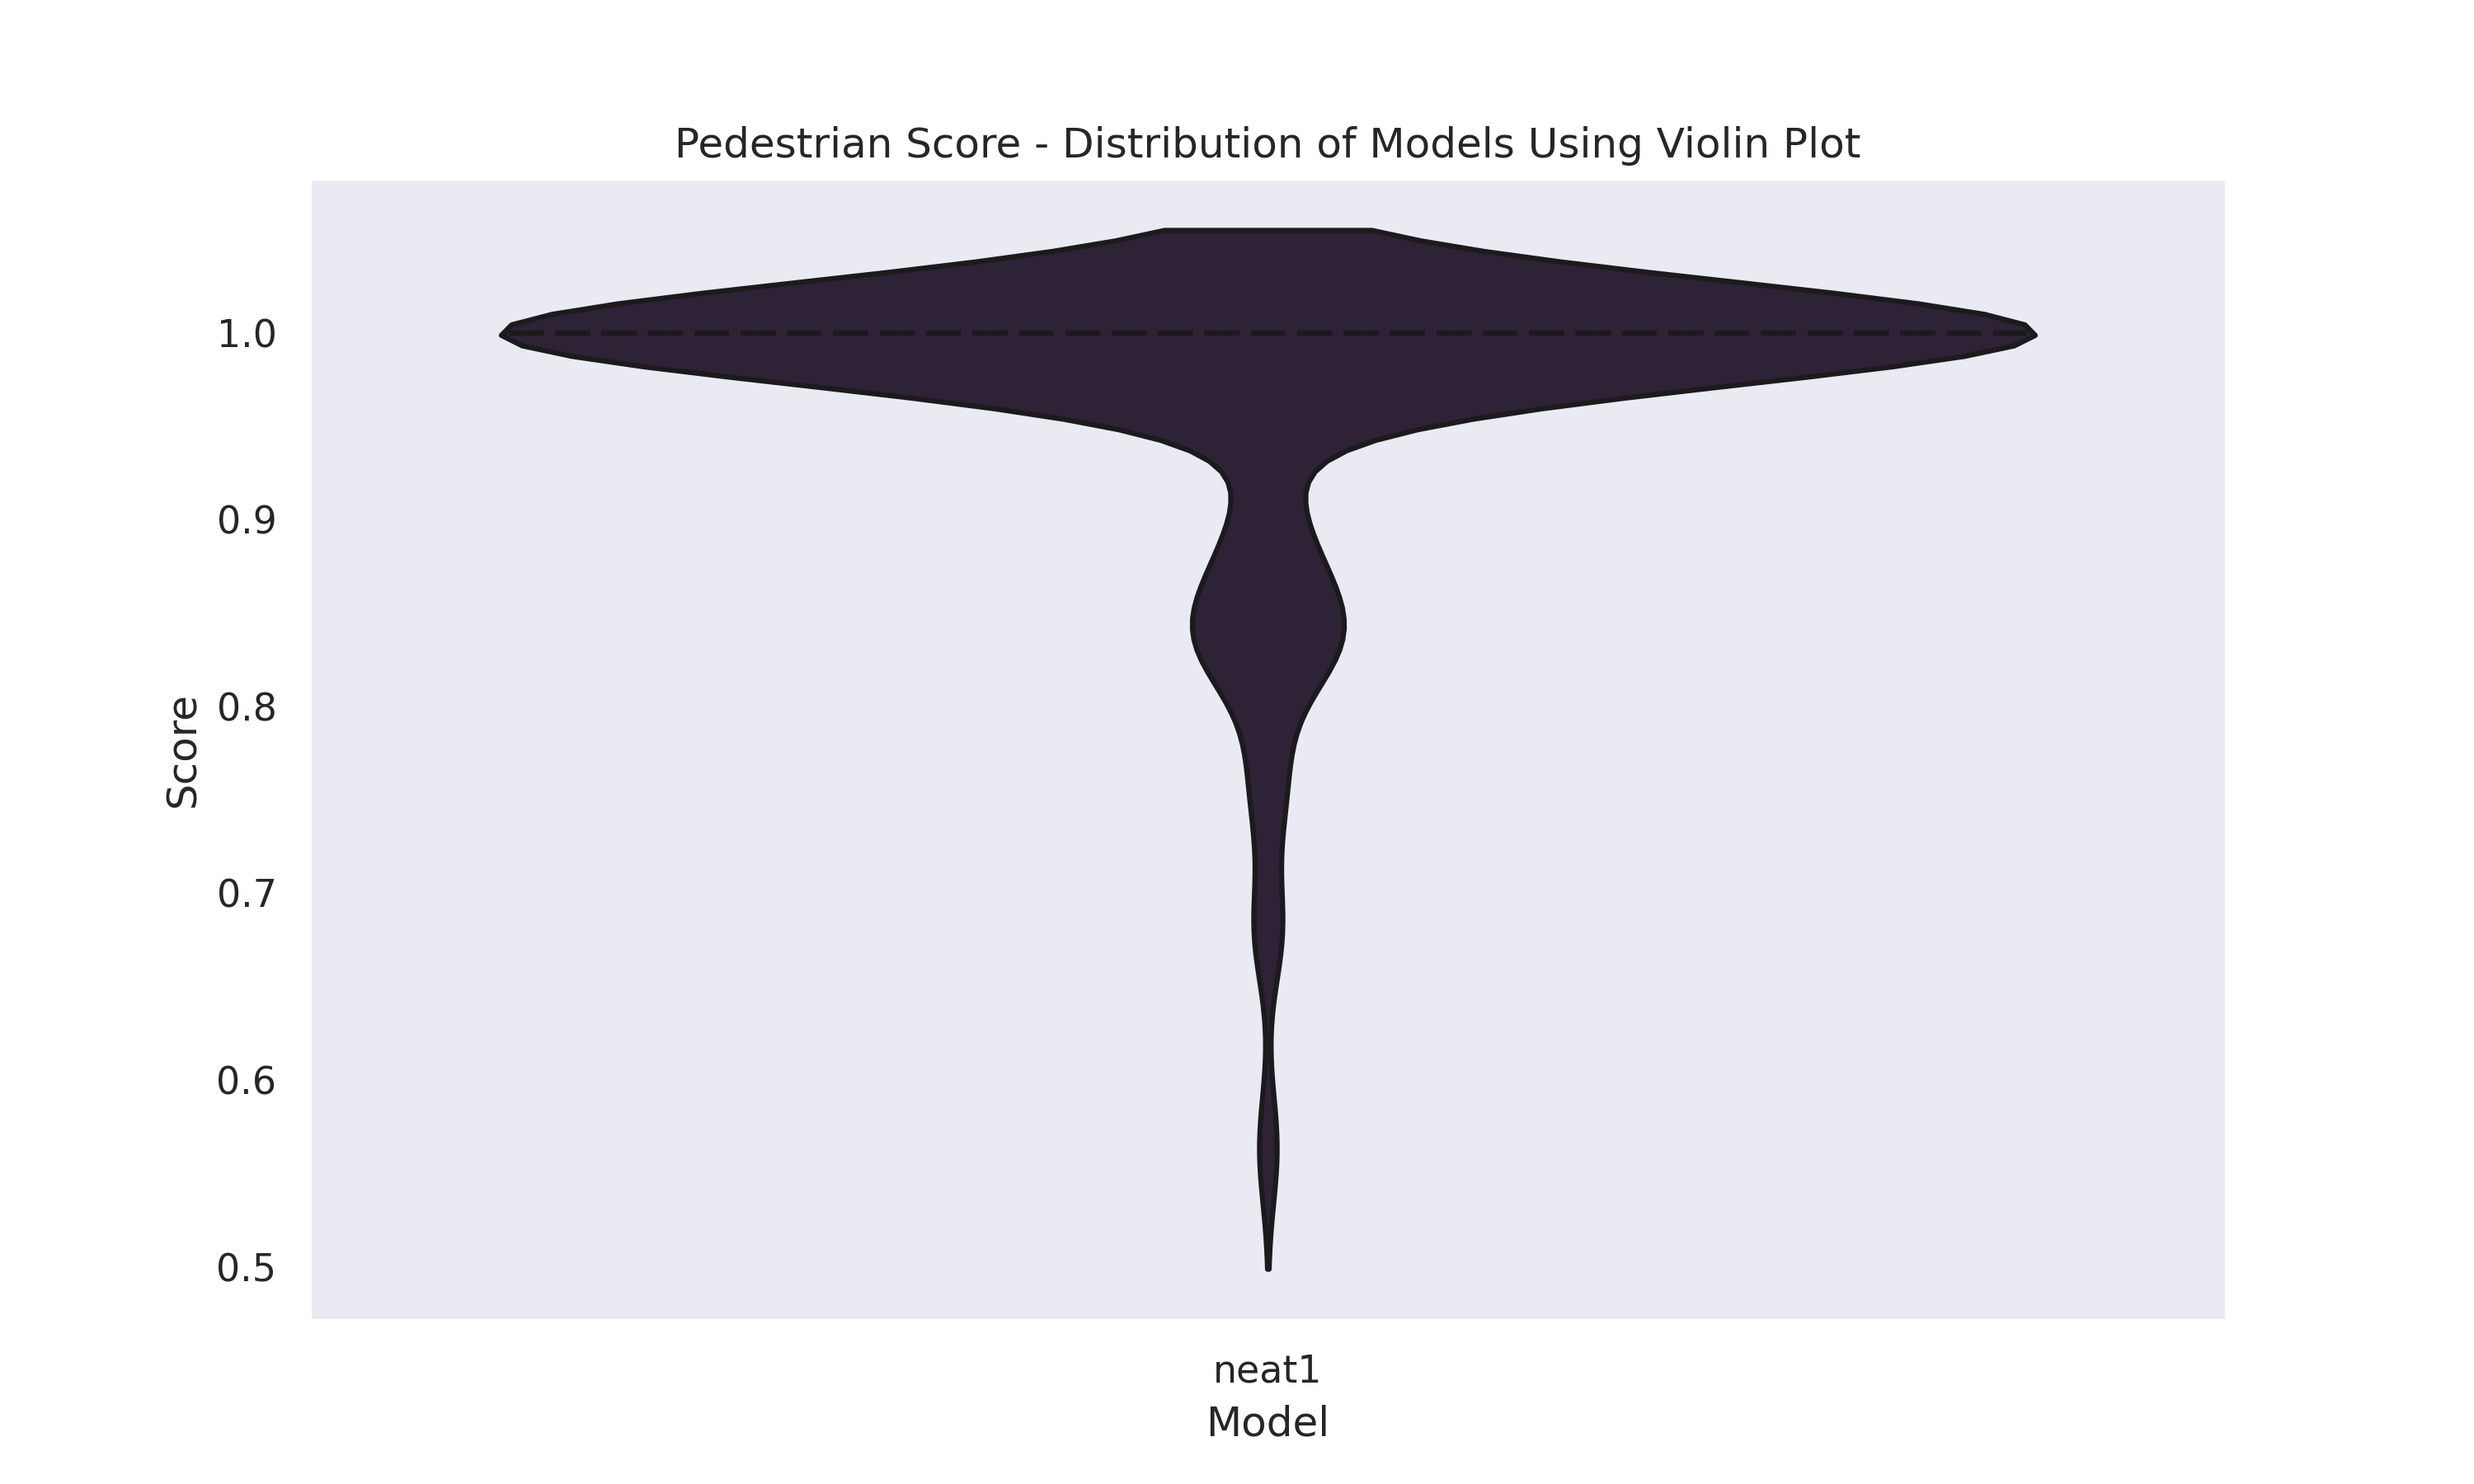 Pedestrian Score - Distribution of Models Using Violin Plot
1.0
0.9
0.8
0.7
0.6
0.5
Score
neat1
Model